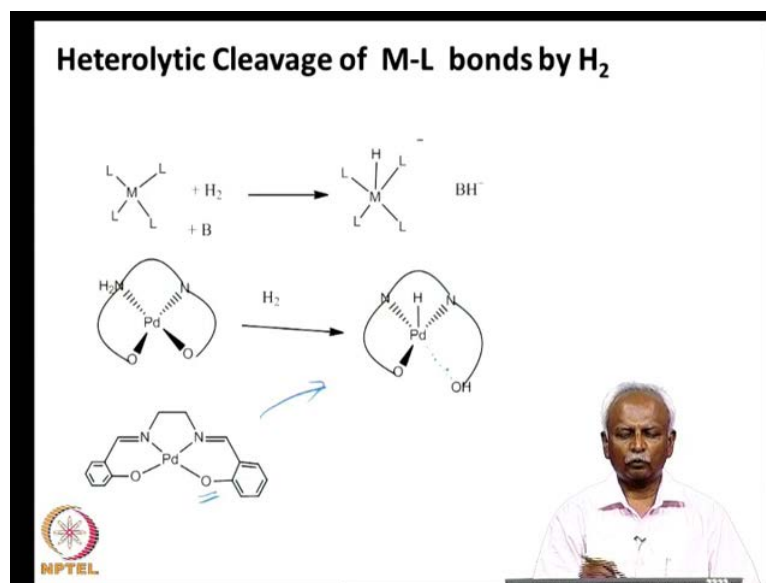 Heterolytic Cleavage of M-L bonds by H₂
H
L L
L L –
M + H₂ M BH⁻
L L L L
+ B
H₂N N H₂ N H N
Pd Pd
O O O OH
N N
Pd
O O
NPTEL